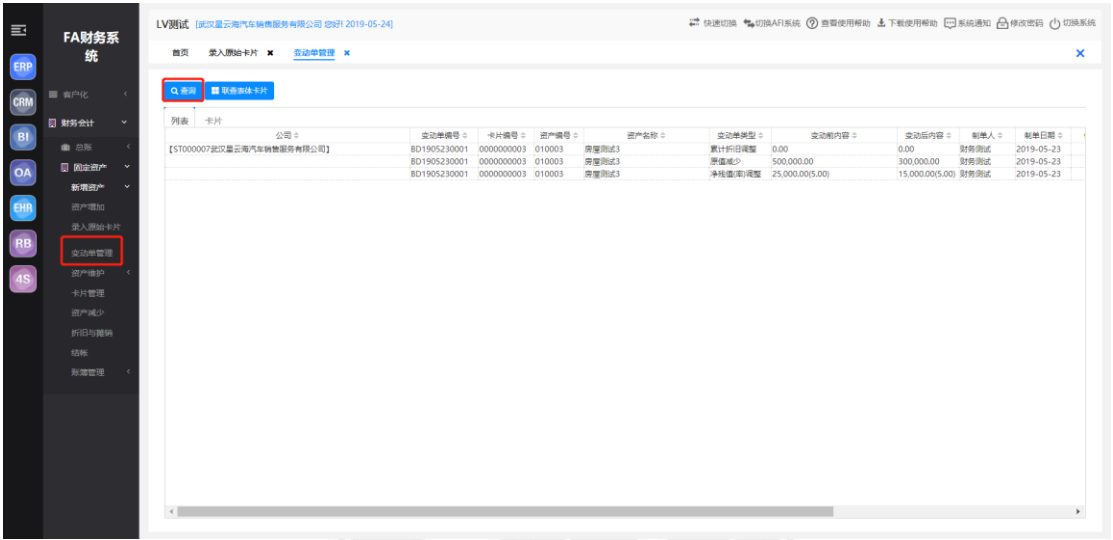 LV测试 [武汉星云海汽车销售服务有限公司 您好! 2019-05-24]
快速切换 切换AFI系统 查看使用帮助 下载使用帮助 系统通知 修改密码 切换系统
FA财务系统
首页 录入原始卡片 × 变动单管理 ×
ERP
CRM
BI
OA
EHR
RB
4S
客户化
财务会计
总账
固定资产
新增资产
资产增加
录入原始卡片
变动单管理
资产维护
卡片管理
资产减少
折旧与摊销
结帐
账簿管理
查询 联查表体卡片
列表 卡片
公司 变动单编号 卡片编号 资产编号 资产名称 变动单类型 变动前内容 变动后内容 制单人 制单日期
【ST000007武汉星云海汽车销售服务有限公司】 BD1905230001 0000000003 010003 房屋测试3 累计折旧调整 0.00 0.00 财务测试 2019-05-23
BD1905230001 0000000003 010003 房屋测试3 原值减少 500,000.00 300,000.00 财务测试 2019-05-23
BD1905230001 0000000003 010003 房屋测试3 净残值(率)调整 25,000.00(5.00) 15,000.00(5.00) 财务测试 2019-05-23